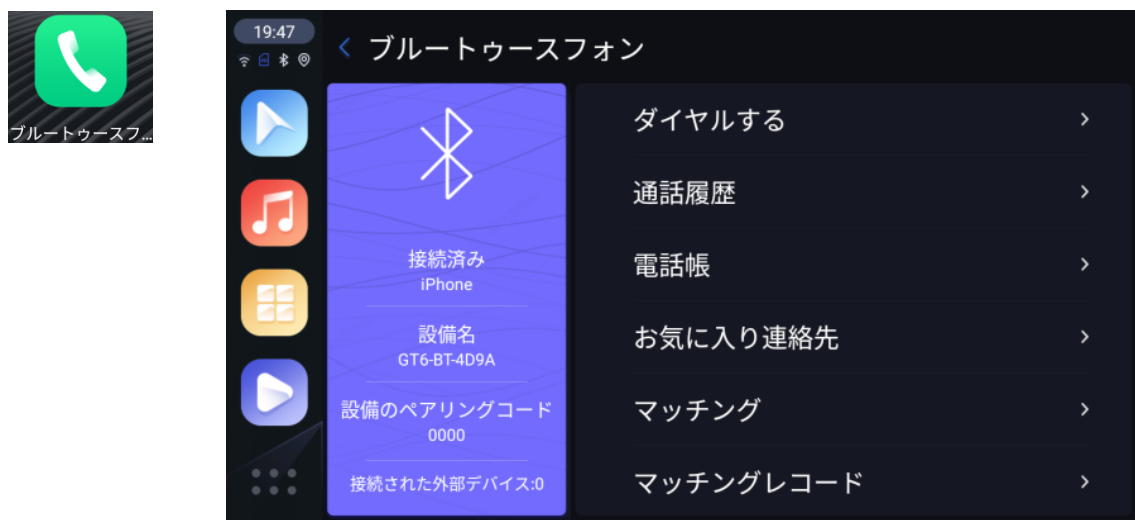 ブルートゥースフ...
19:47
ブルートゥースフォン
接続済み
iPhone
設備名
GT6-BT-4D9A
設備のペアリングコード
0000
接続された外部デバイス:0
ダイヤルする
通話履歴
電話帳
お気に入り連絡先
マッチング
マッチングレコード